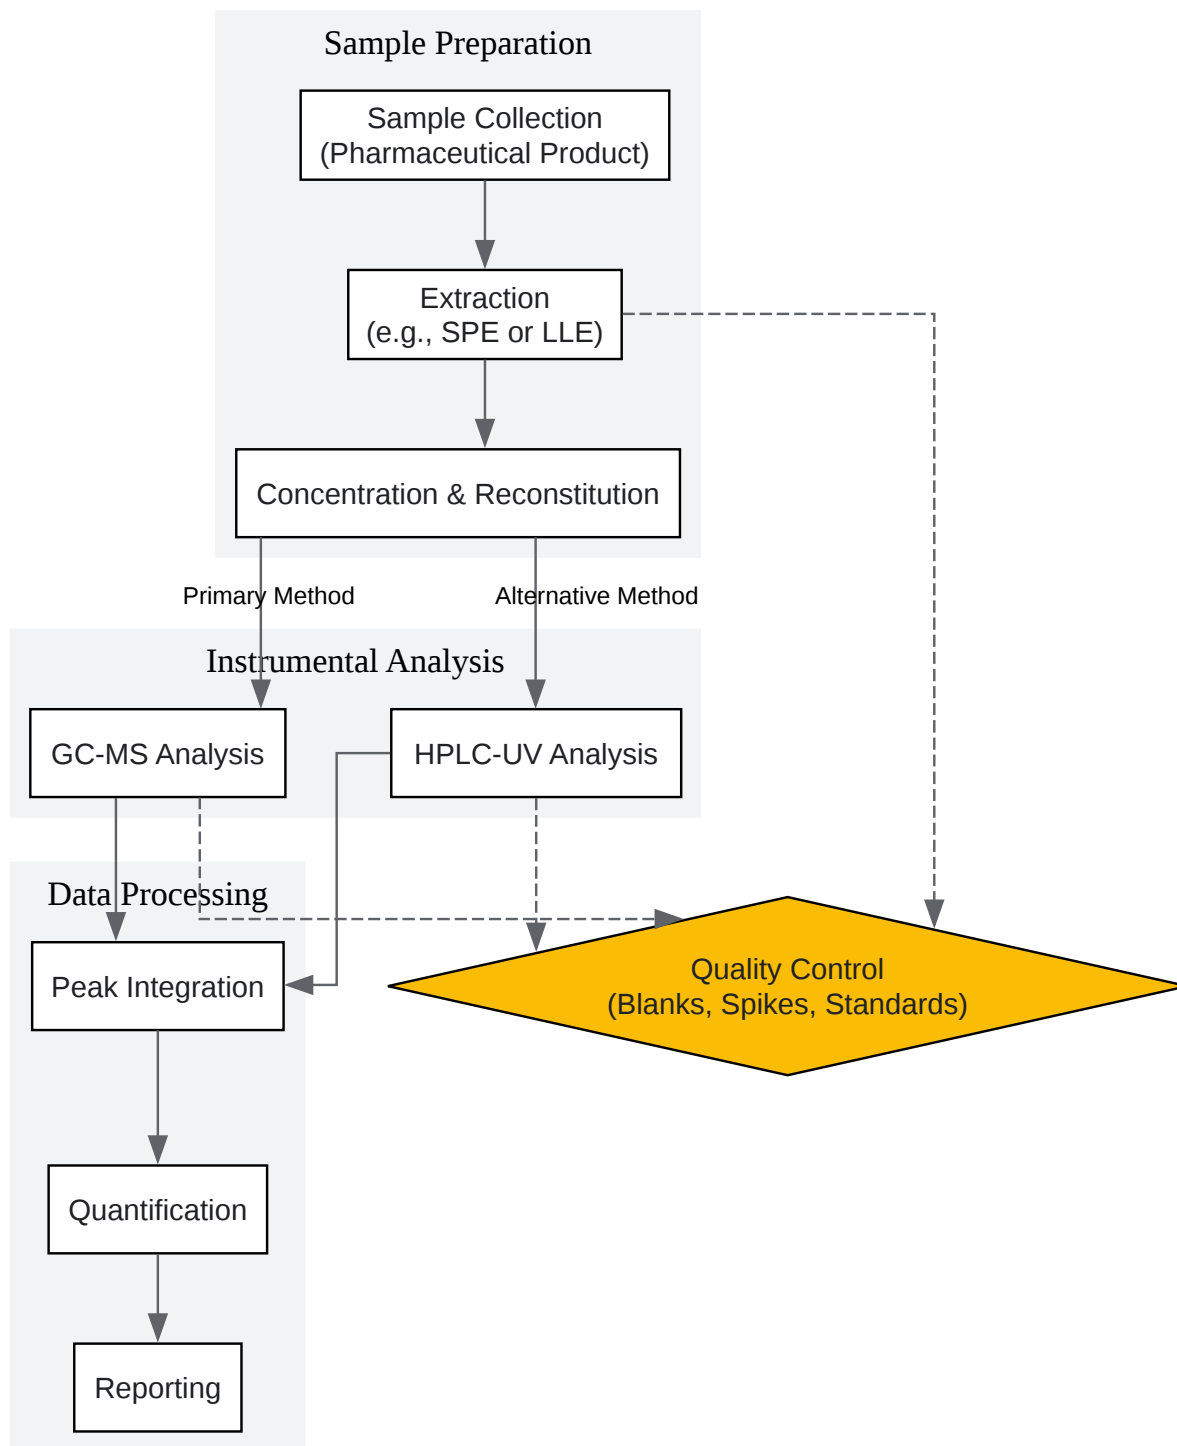 Sample Preparation
Sample Collection
(Pharmaceutical Product)
Extraction
(e.g., SPE or LLE)
Concentration & Reconstitution
Primary Method
Alternative Method
Instrumental Analysis
GC-MS Analysis
HPLC-UV Analysis
Data Processing
Peak Integration
Quality Control
(Blanks, Spikes, Standards)
Quantification
Reporting